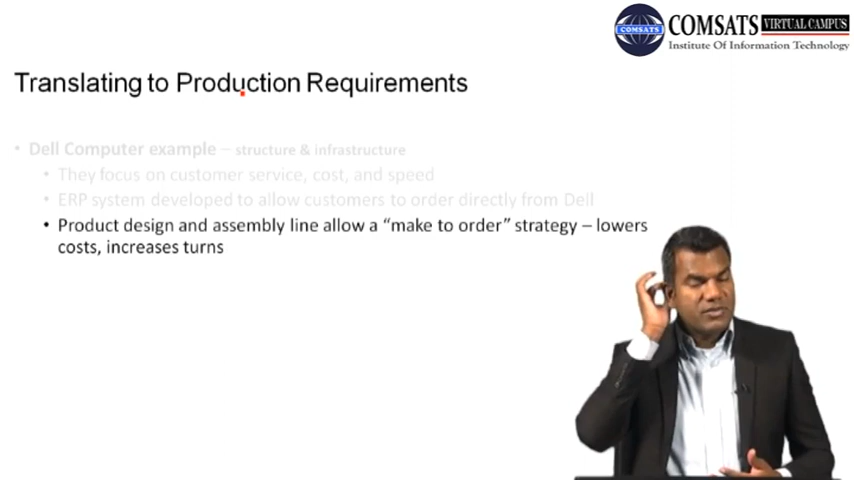 COMSATS VIRTUAL CAMPUS
COMSATS
Institute Of Information Technology
Translating to Production Requirements
• Dell Computer example – structure & infrastructure
• They focus on customer service, cost, and speed
• ERP system developed to allow customers to order directly from Dell
• Product design and assembly line allow a “make to order” strategy – lowers
costs, increases turns